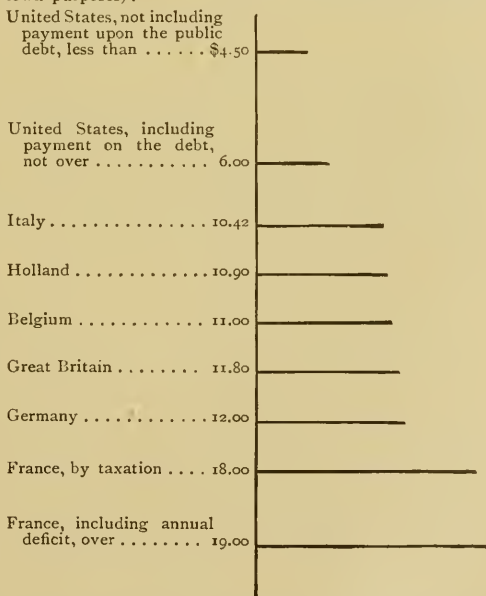 United States, not including
payment upon the public
debt, less than ...... $4.50
United States, including
payment on the debt,
not over ........... 6.00
Italy .............. 10.42
Holland ............. 10.90
Belgium ............ 11.00
Great Britain ........ 11.80
Germany ............ 12.00
France, by taxation .... 18.00
France, including annual
deficit, over ........ 19.00